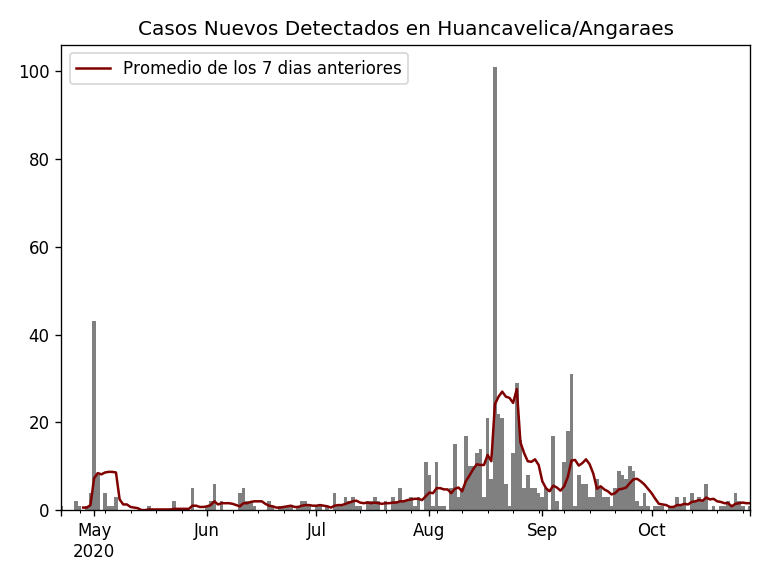 Casos Nuevos Detectados en Huancavelica/Angaraes
Promedio de los 7 dias anteriores
100
80
60
40
20
0
May Jun Jul Aug Sep Oct
2020